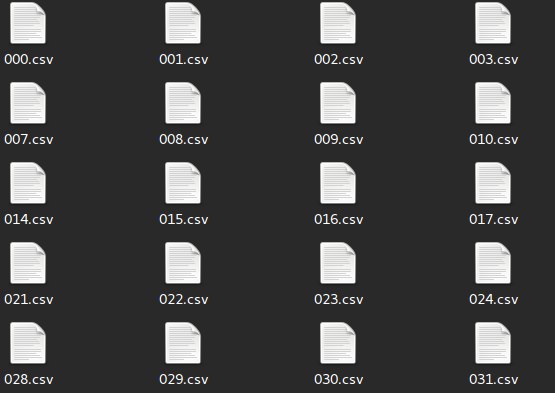 000.csv 001.csv 002.csv 003.csv
007.csv 008.csv 009.csv 010.csv
014.csv 015.csv 016.csv 017.csv
021.csv 022.csv 023.csv 024.csv
028.csv 029.csv 030.csv 031.csv